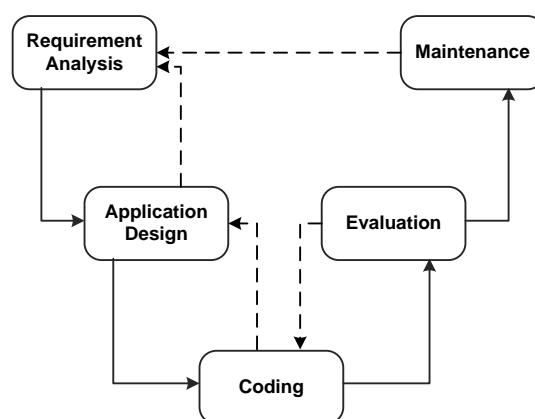 Requirement
Analysis
Maintenance
Application
Design
Evaluation
Coding